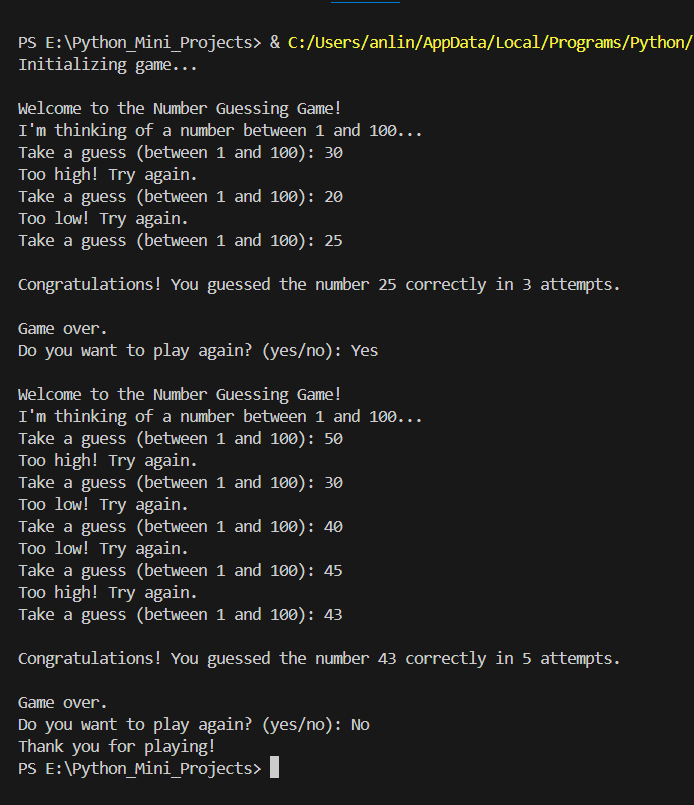 PS E:\Python_Mini_Projects> & C:/Users/anlin/AppData/Local/Programs/Python/
Initializing game...
Welcome to the Number Guessing Game!
I'm thinking of a number between 1 and 100...
Take a guess (between 1 and 100): 30
Too high! Try again.
Take a guess (between 1 and 100): 20
Too low! Try again.
Take a guess (between 1 and 100): 25
Congratulations! You guessed the number 25 correctly in 3 attempts.
Game over.
Do you want to play again? (yes/no): Yes
Welcome to the Number Guessing Game!
I'm thinking of a number between 1 and 100...
Take a guess (between 1 and 100): 50
Too high! Try again.
Take a guess (between 1 and 100): 30
Too low! Try again.
Take a guess (between 1 and 100): 40
Too low! Try again.
Take a guess (between 1 and 100): 45
Too high! Try again.
Take a guess (between 1 and 100): 43
Congratulations! You guessed the number 43 correctly in 5 attempts.
Game over.
Do you want to play again? (yes/no): No
Thank you for playing!
PS E:\Python_Mini_Projects>